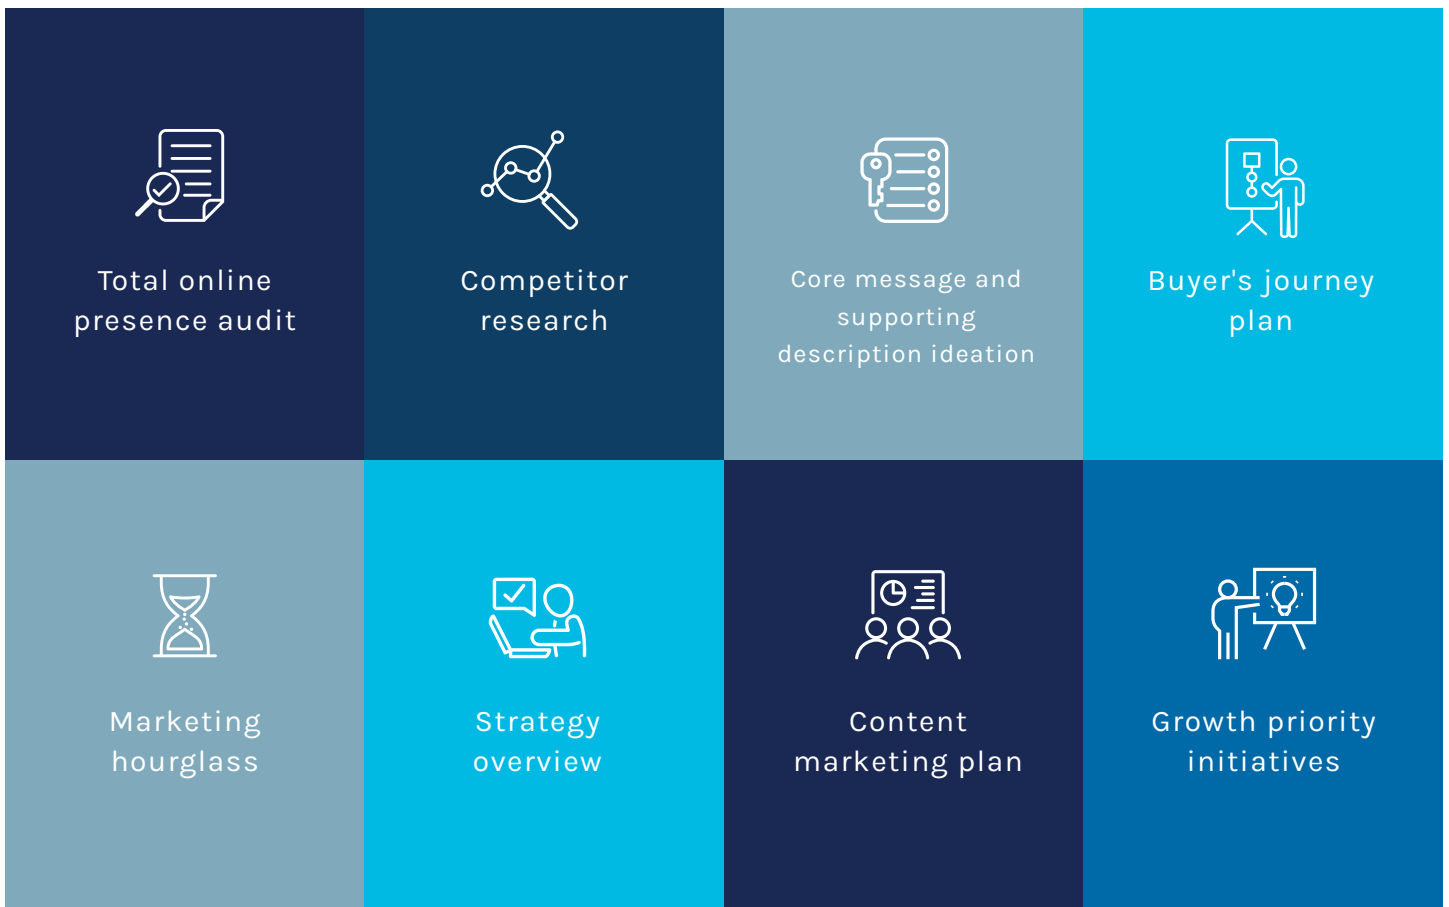 Total online
presence audit
Competitor
research
Core message and
supporting
description ideation
Buyer's journey
plan
Marketing
hourglass
Strategy
overview
Content
marketing plan
Growth priority
initiatives